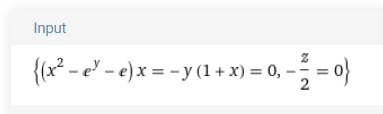 Input
{(x² - e^y - e) x = - y (1 + x) = 0, - z/2 = 0}